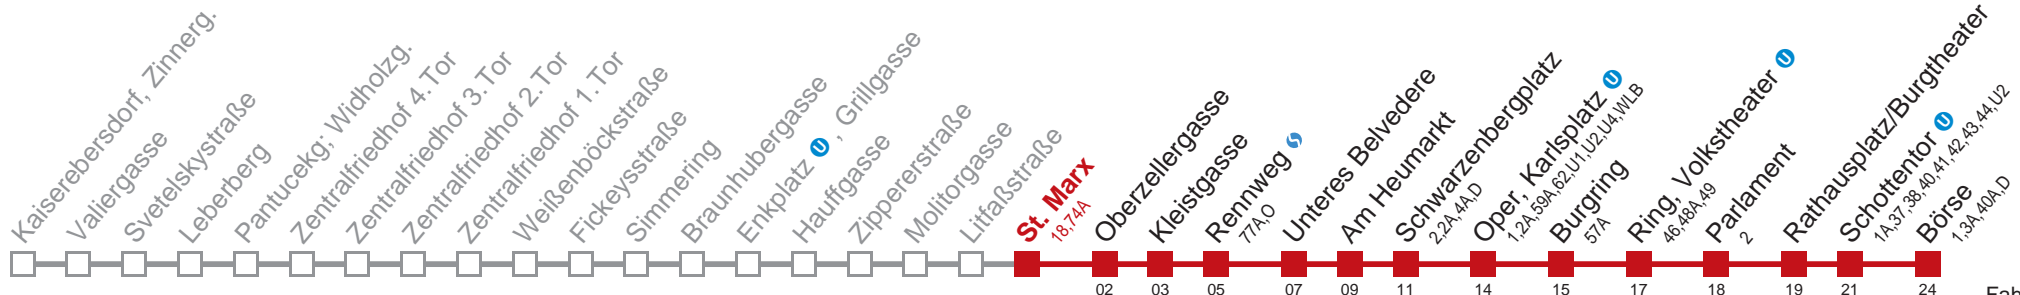 Kaiserebersdorf, Zinnerg.
Valiergasse
Svetelskystraße
Leberberg
Pantucekg; Widholzg.
Zentralfriedhof 4. Tor
Zentralfriedhof 3. Tor
Zentralfriedhof 2. Tor
Zentralfriedhof 1. Tor
Weißenböckstraße
Fickeysstraße
Simmering
Braunhubergasse
Enkplatz U , Grillgasse
Hauffgasse
Zippererstraße
Molitorgasse
Litfaßstraße
St. Marx
18,74A
Oberzellergasse
02
Kleistgasse
03
Rennweg
77A,O
05
Unteres Belvedere
07
Am Heumarkt
09
Schwarzenbergplatz
2,2A,4A,D
11
Oper, Karlsplatz U
1,2A,59A,62,U1,U2,U4,WLB
14
Burgring
57A
15
Ring, Volkstheater U
46,48A,49
17
Parlament
2
18
Rathausplatz/Burgtheater
19
Schottentor U
1A,37,38,40,41,42,43,44,U2
21
Börse
1,3A,40A,D
24